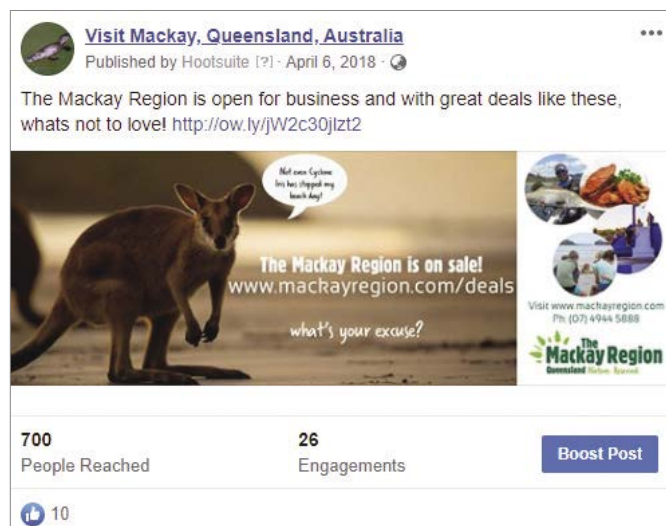 Visit Mackay, Queensland, Australia
Published by Hootsuite [?] · April 6, 2018 ·
The Mackay Region is open for business and with great deals like these,
whats not to love! http://ow.ly/jW2c30jlzt2
Not even Cyclone
Iris has stopped my
beach day!
The Mackay Region is on sale!
www.mackayregion.com/deals
what's your excuse?
Visit www.mackayregion.com
Ph: (07) 4944 5888
The
Mackay Region
Queensland Nature Reserved
700
People Reached
26
Engagements
Boost Post
10